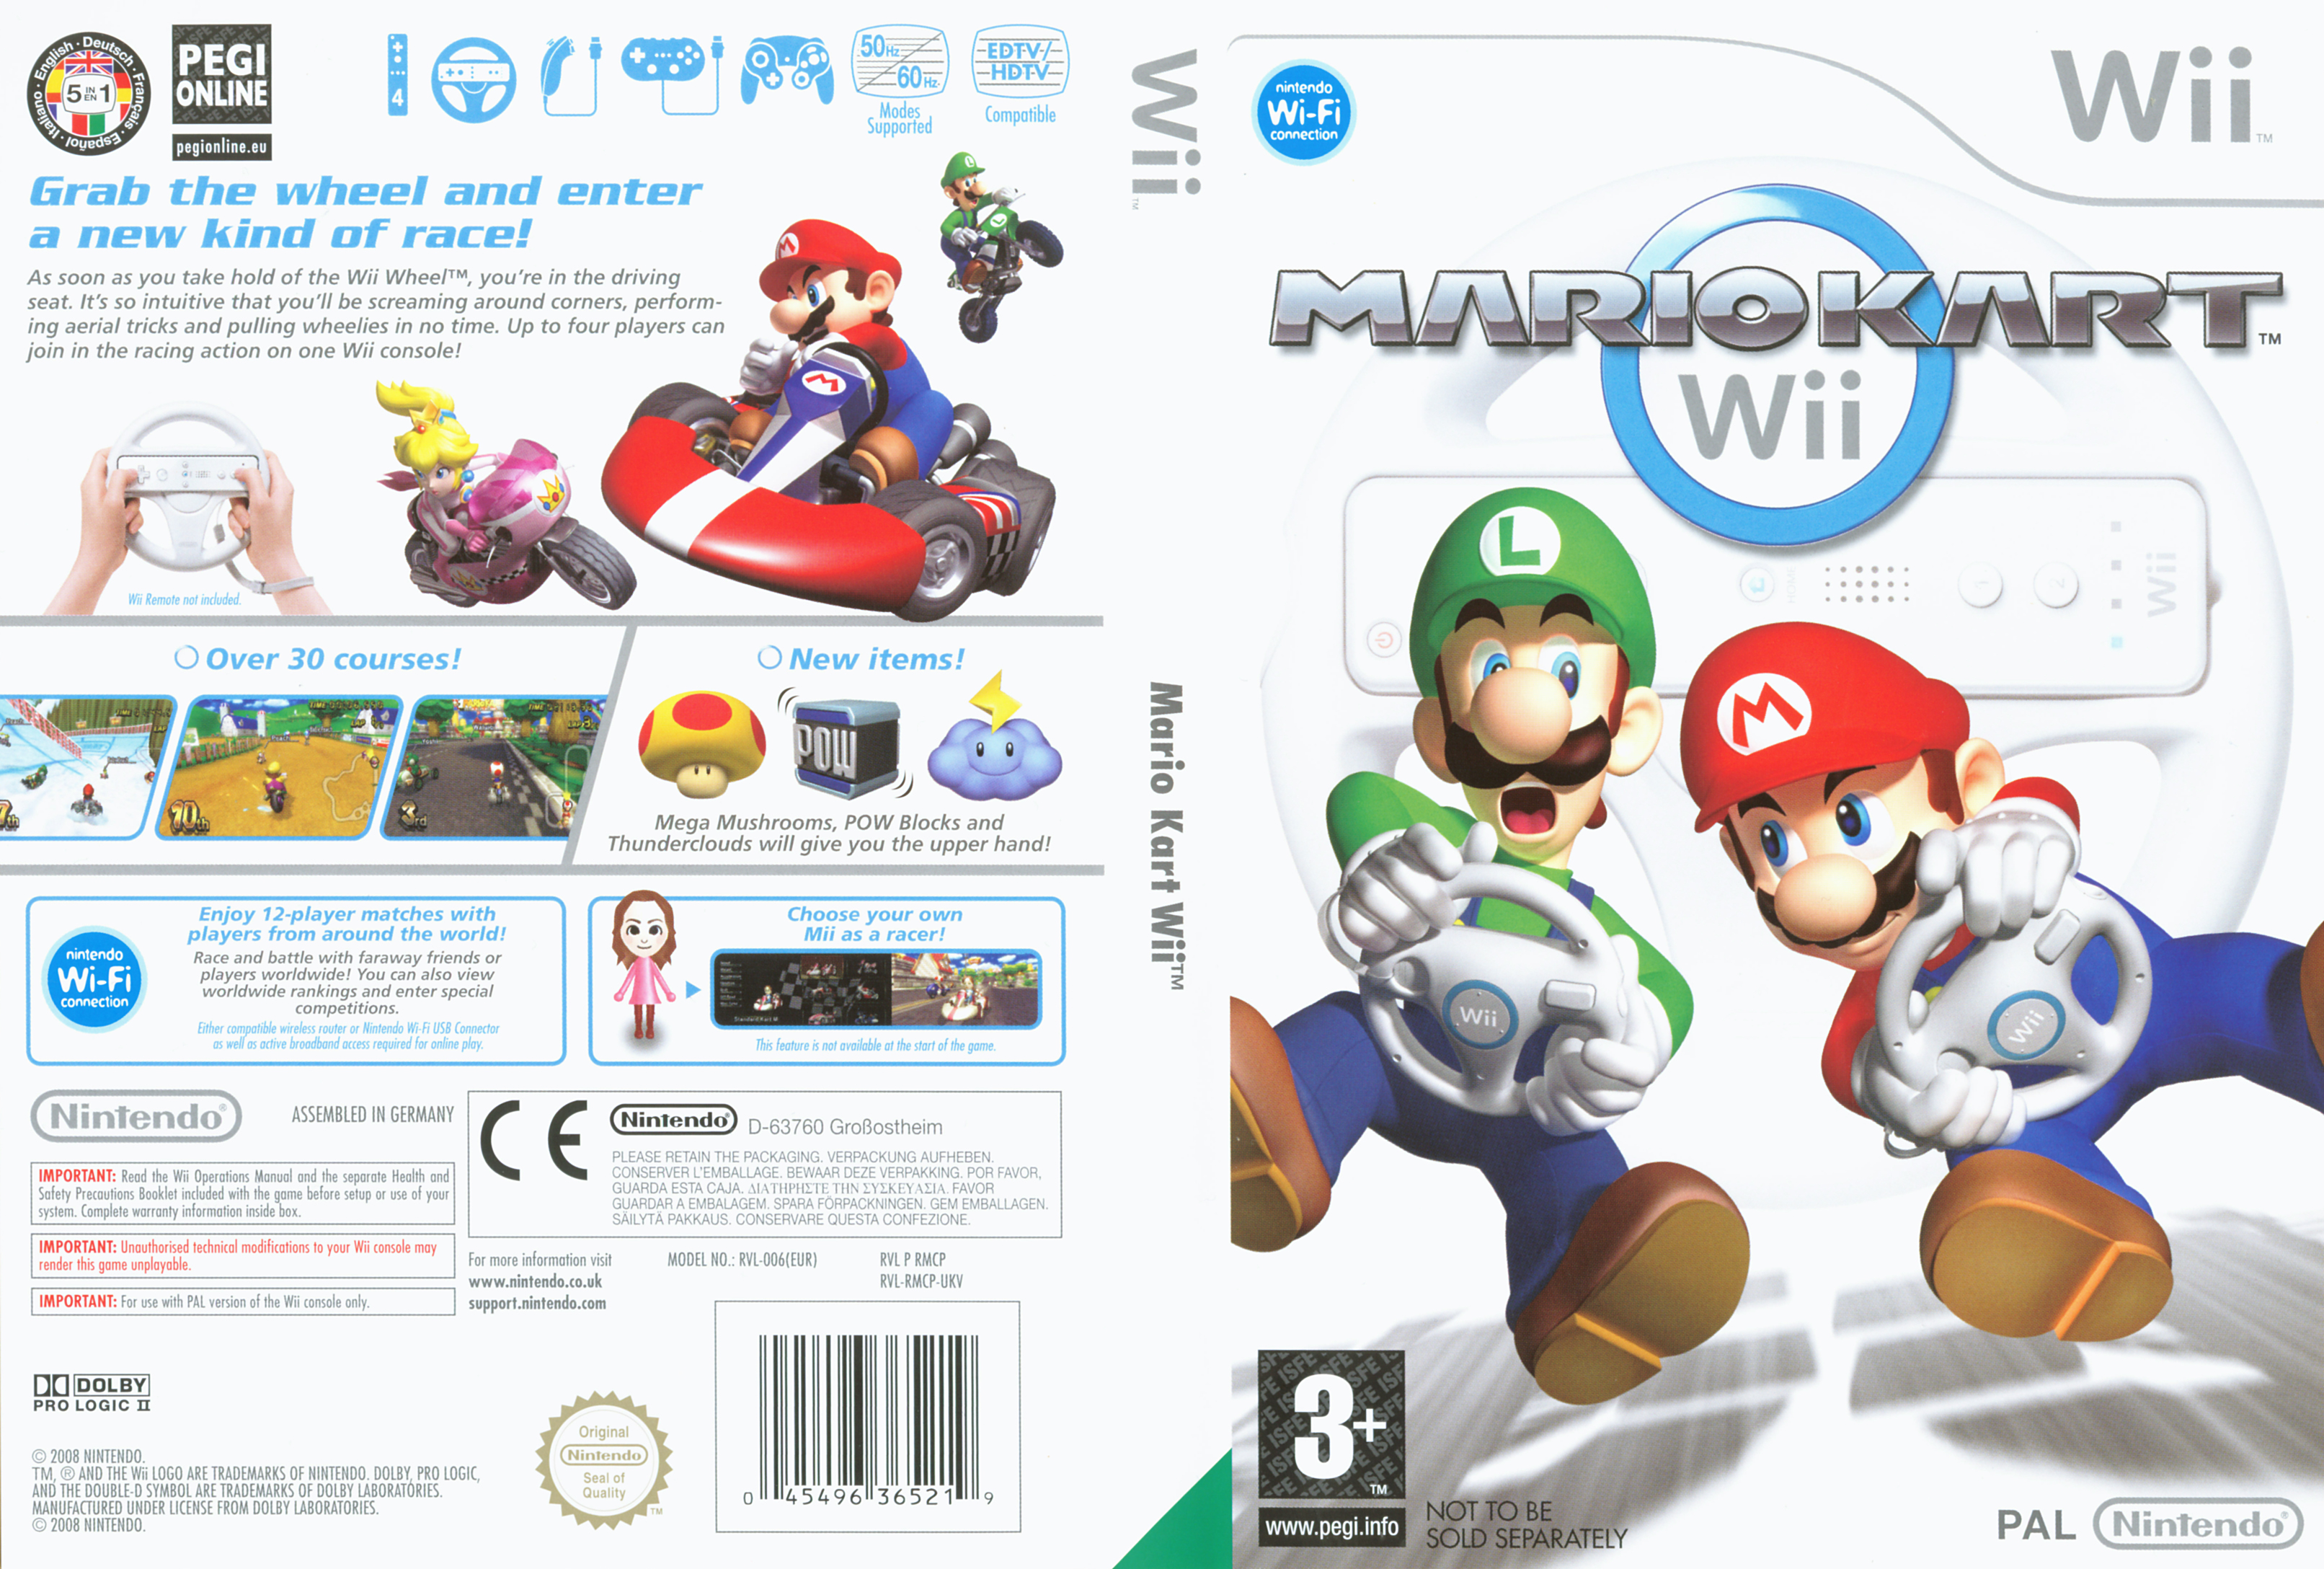 English · Deutsch · Français · Español · Italiano
5 IN EN 1
PEGI
ONLINE
pegionline.eu
4
50Hz
60Hz
Modes
Supported
EDTV/
HDTV
Compatible
Grab the wheel and enter
a new kind of race!
As soon as you take hold of the Wii Wheel™, you're in the driving
seat. It's so intuitive that you'll be screaming around corners, perform-
ing aerial tricks and pulling wheelies in no time. Up to four players can
join in the racing action on one Wii console!
L
L
M
M
Wii Remote not included.
Over 30 courses!
10th
3rd
New items!
POW
Mega Mushrooms, POW Blocks and
Thunderclouds will give you the upper hand!
nintendo
Wi-Fi
connection
Enjoy 12-player matches with
players from around the world!
Race and battle with faraway friends or
players worldwide! You can also view
worldwide rankings and enter special
competitions.
Either compatible wireless router or Nintendo Wi-Fi USB Connector
as well as active broadband access required for online play.
Choose your own
Mii as a racer!
This feature is not available at the start of the game.
Nintendo®
ASSEMBLED IN GERMANY
IMPORTANT: Read the Wii Operations Manual and the separate Health and
Safety Precautions Booklet included with the game before setup or use of your
system. Complete warranty information inside box.
IMPORTANT: Unauthorised technical modifications to your Wii console may
render this game unplayable.
IMPORTANT: For use with PAL version of the Wii console only.
CE
Nintendo® D-63760 Großostheim
PLEASE RETAIN THE PACKAGING. VERPACKUNG AUFHEBEN.
CONSERVER L'EMBALLAGE. BEWAAR DEZE VERPAKKING. POR FAVOR,
GUARDA ESTA CAJA. ΔΙΑΤΗΡΗΣΤΕ ΤΗΝ ΣΥΣΚΕΥΑΣΙΑ. FAVOR
GUARDAR A EMBALAGEM. SPARA FÖRPACKNINGEN. GEM EMBALLAGEN.
SÄILYTÄ PAKKAUS. CONSERVARE QUESTA CONFEZIONE.
For more information visit
www.nintendo.co.uk
support.nintendo.com
MODEL NO.: RVL-006(EUR)
RVL P RMCP
RVL-RMCP-UKV
DOLBY
PRO LOGIC II
© 2008 NINTENDO.
TM, ® AND THE Wii LOGO ARE TRADEMARKS OF NINTENDO. DOLBY, PRO LOGIC,
AND THE DOUBLE-D SYMBOL ARE TRADEMARKS OF DOLBY LABORATORIES.
MANUFACTURED UNDER LICENSE FROM DOLBY LABORATORIES.
© 2008 NINTENDO.
Original
Nintendo®
Seal of
Quality
TM
0 45496 36521 9
Wii™
Mario Kart Wii™
nintendo
Wi-Fi
connection
Wii™
MARIOKART™
Wii
HOME
1
2
Wii
L
M
Wii
Wii
3+™
www.pegi.info
NOT TO BE
SOLD SEPARATELY
PAL Nintendo®